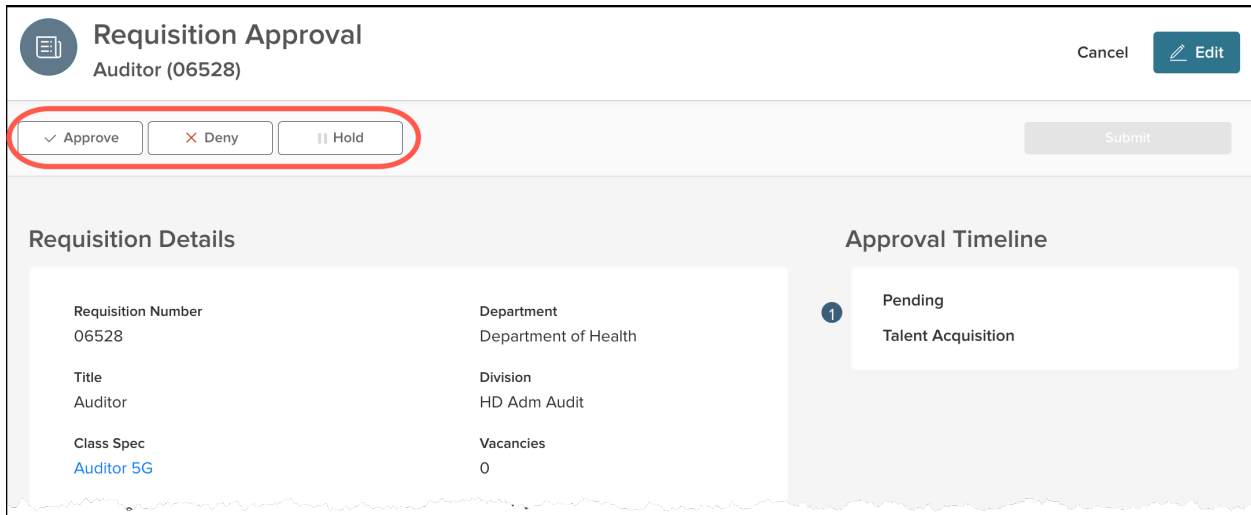 Requisition Approval
Auditor (06528)
Cancel
Edit
Approve
Deny
Hold
Submit
Requisition Details
Approval Timeline
Requisition Number
06528
Department
Department of Health
1
Pending
Talent Acquisition
Title
Auditor
Division
HD Adm Audit
Class Spec
Auditor 5G
Vacancies
0